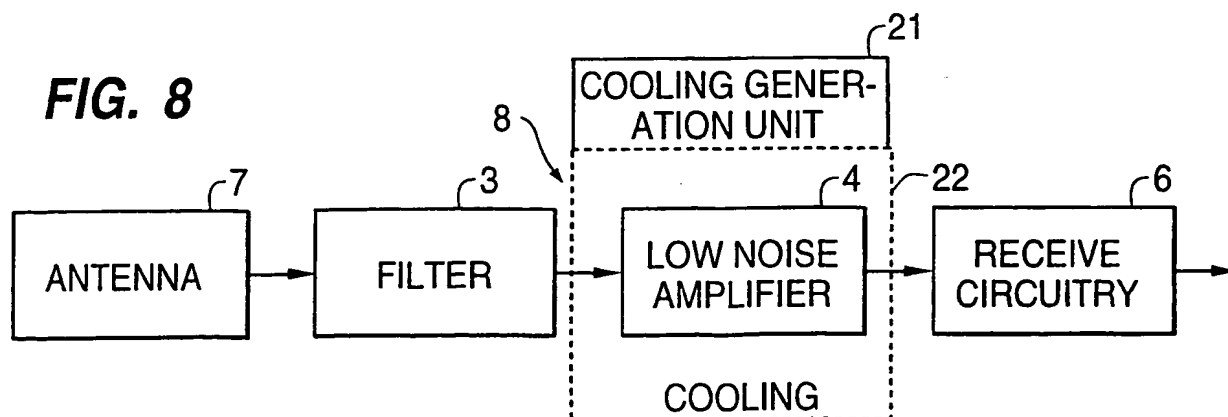 FIG. 8
21
COOLING GENER-
ATION UNIT
8
7
3
4
22
6
ANTENNA
FILTER
LOW NOISE
AMPLIFIER
RECEIVE
CIRCUITRY
COOLING